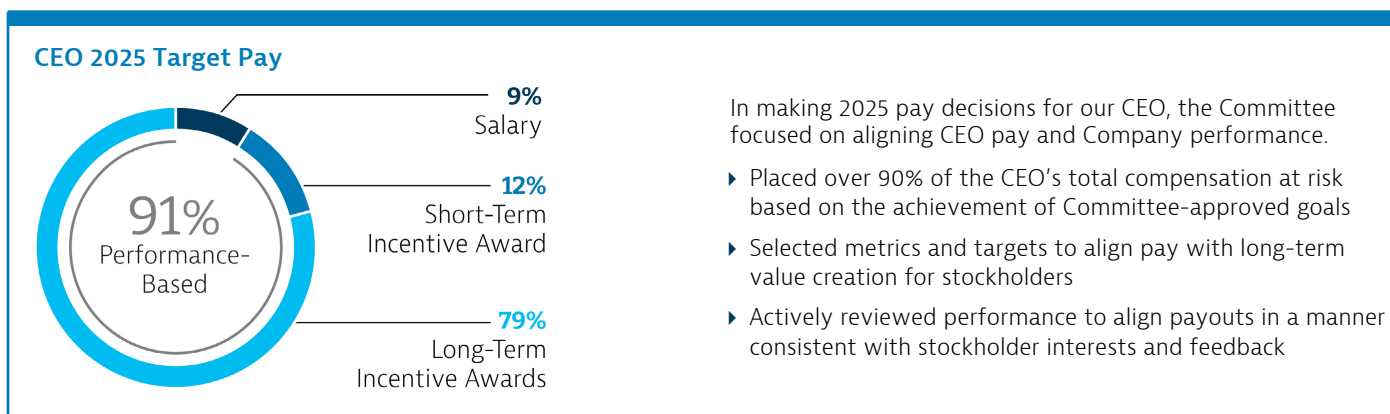 CEO 2025 Target Pay
9%
Salary
12%
Short-Term
Incentive Award
79%
Long-Term
Incentive Awards
91%
Performance-
Based
In making 2025 pay decisions for our CEO, the Committee
focused on aligning CEO pay and Company performance.
Placed over 90% of the CEO’s total compensation at risk
based on the achievement of Committee-approved goals
Selected metrics and targets to align pay with long-term
value creation for stockholders
Actively reviewed performance to align payouts in a manner
consistent with stockholder interests and feedback